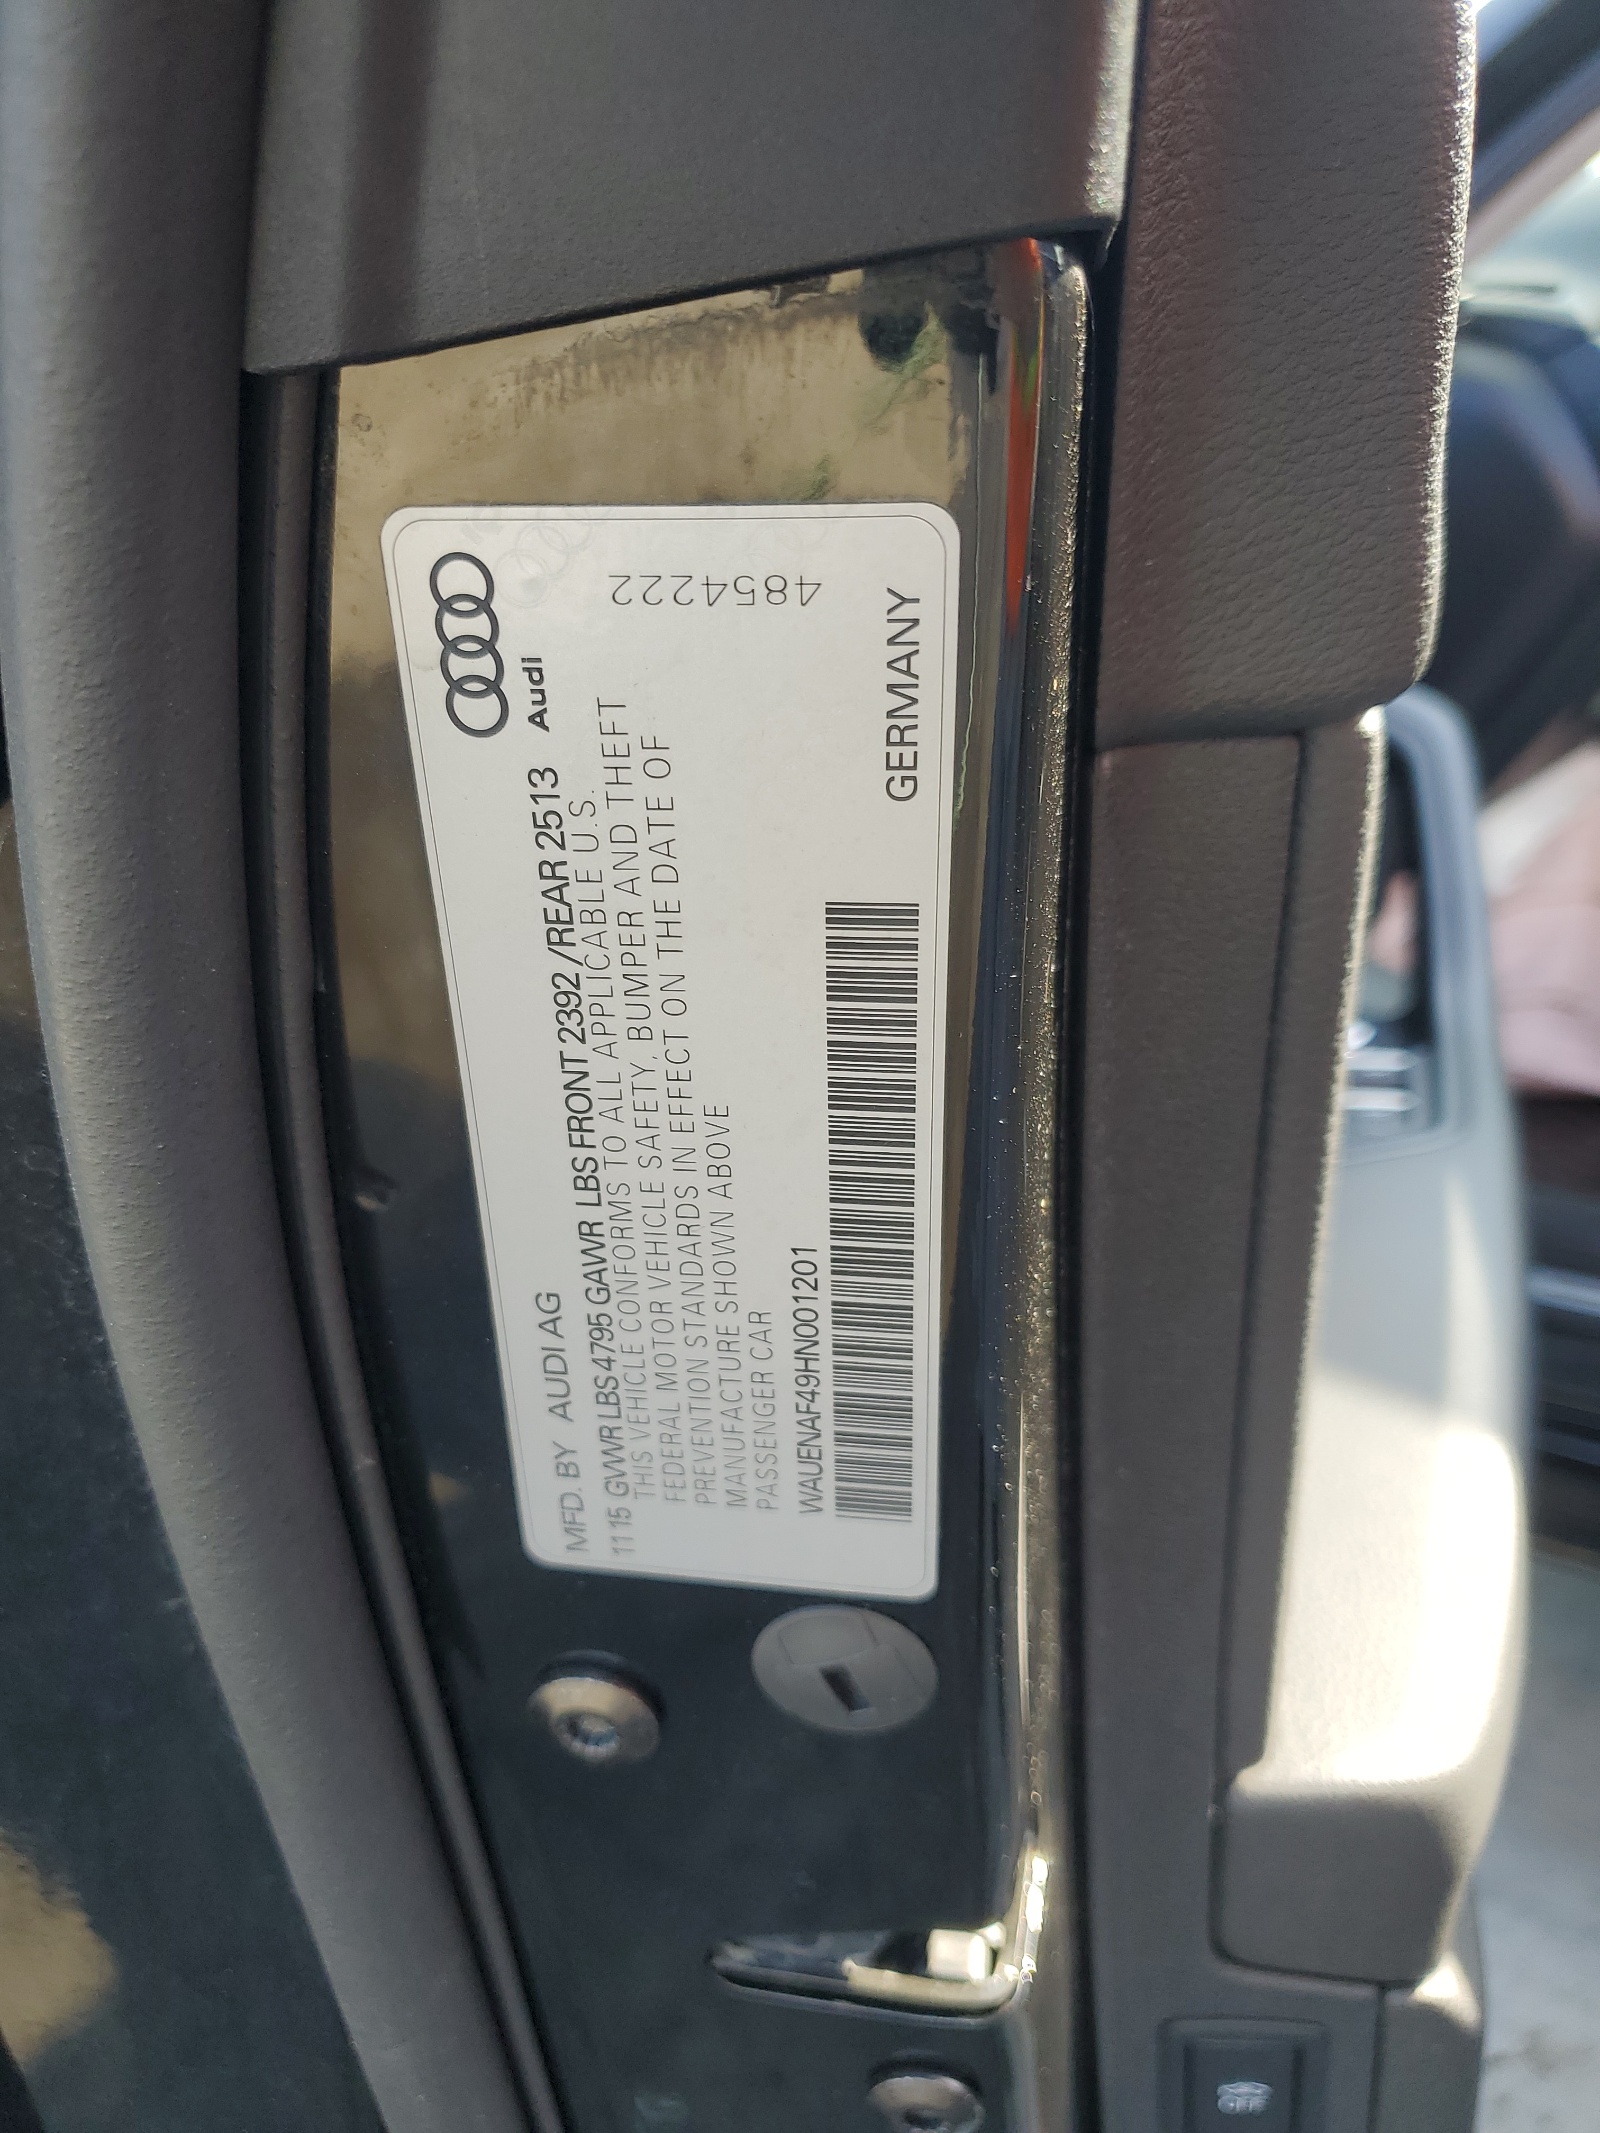 Audi
MFD. BY AUDI AG
11 15 GVWR LBS 4795 GAWR LBS FRONT 2392 /REAR 2513
THIS VEHICLE CONFORMS TO ALL APPLICABLE U.S.
FEDERAL MOTOR VEHICLE SAFETY, BUMPER AND THEFT
PREVENTION STANDARDS IN EFFECT ON THE DATE OF
MANUFACTURE SHOWN ABOVE
PASSENGER CAR
4854222
WAUENAF49HN001201
GERMANY
OFF